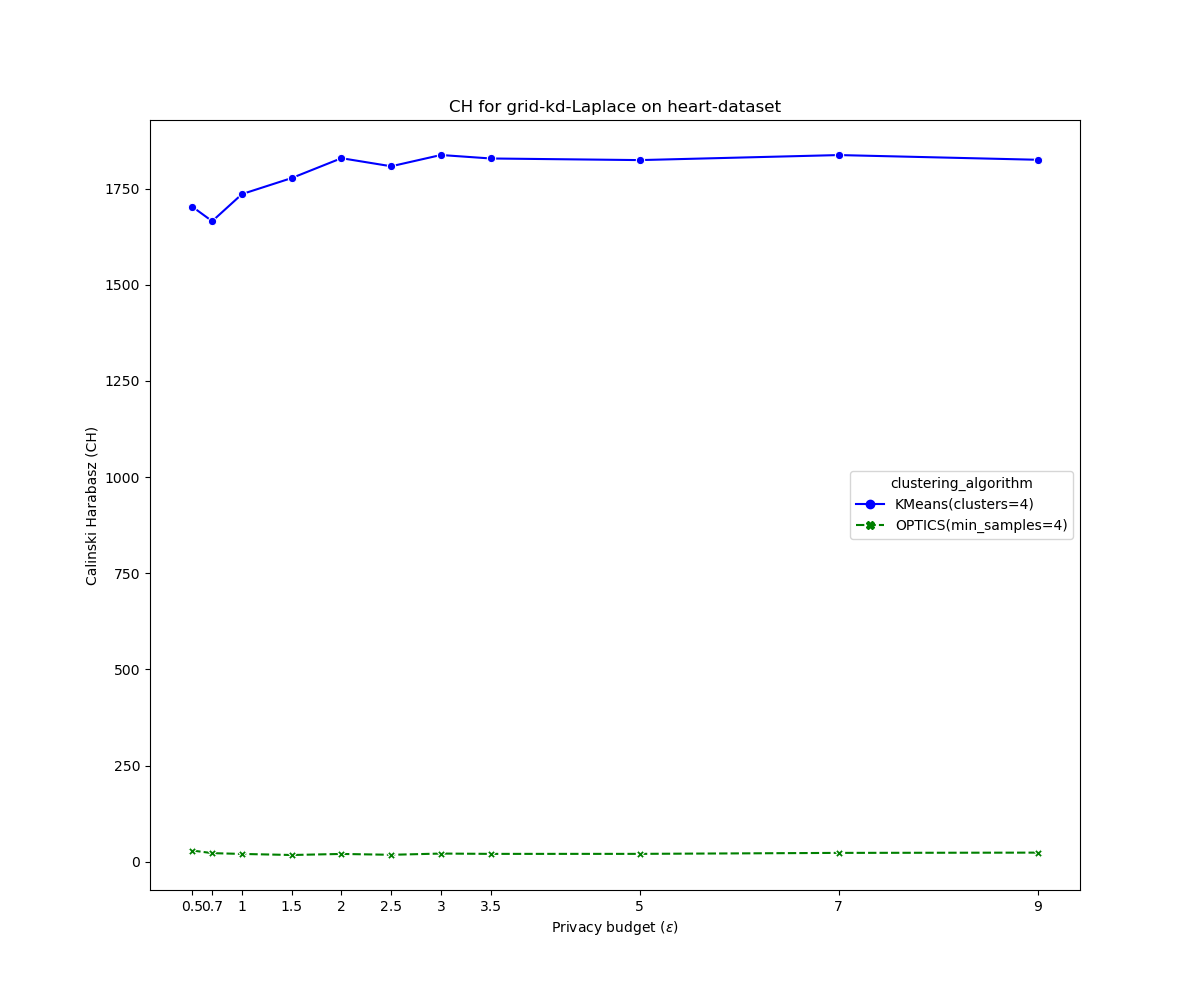 CH for grid-kd-Laplace on heart-dataset
Calinski Harabasz (CH)
1750
1500
1250
1000
750
500
250
0
clustering_algorithm
KMeans(clusters=4)
OPTICS(min_samples=4)
0.5 0.7 1 1.5 2 2.5 3 3.5 5 7 9
Privacy budget (ε)